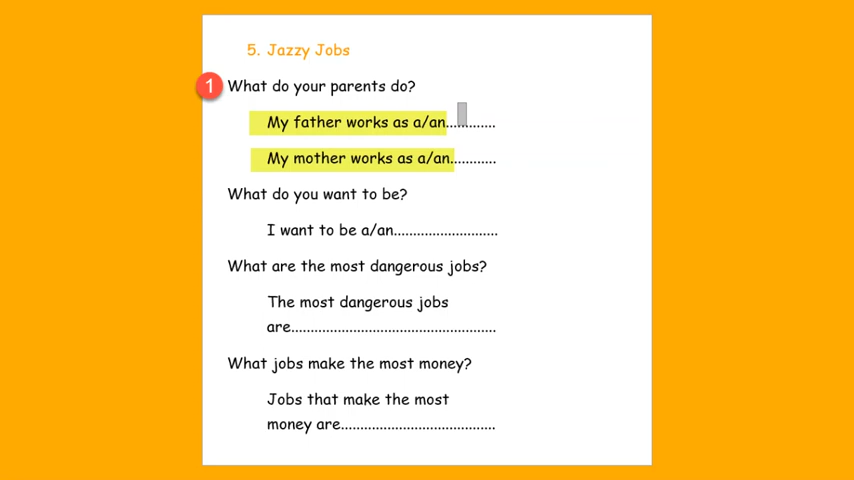 5. Jazzy Jobs
1 What do your parents do?
My father works as a/an.............
My mother works as a/an............
What do you want to be?
I want to be a/an...........................
What are the most dangerous jobs?
The most dangerous jobs
are.....................................................
What jobs make the most money?
Jobs that make the most
money are........................................